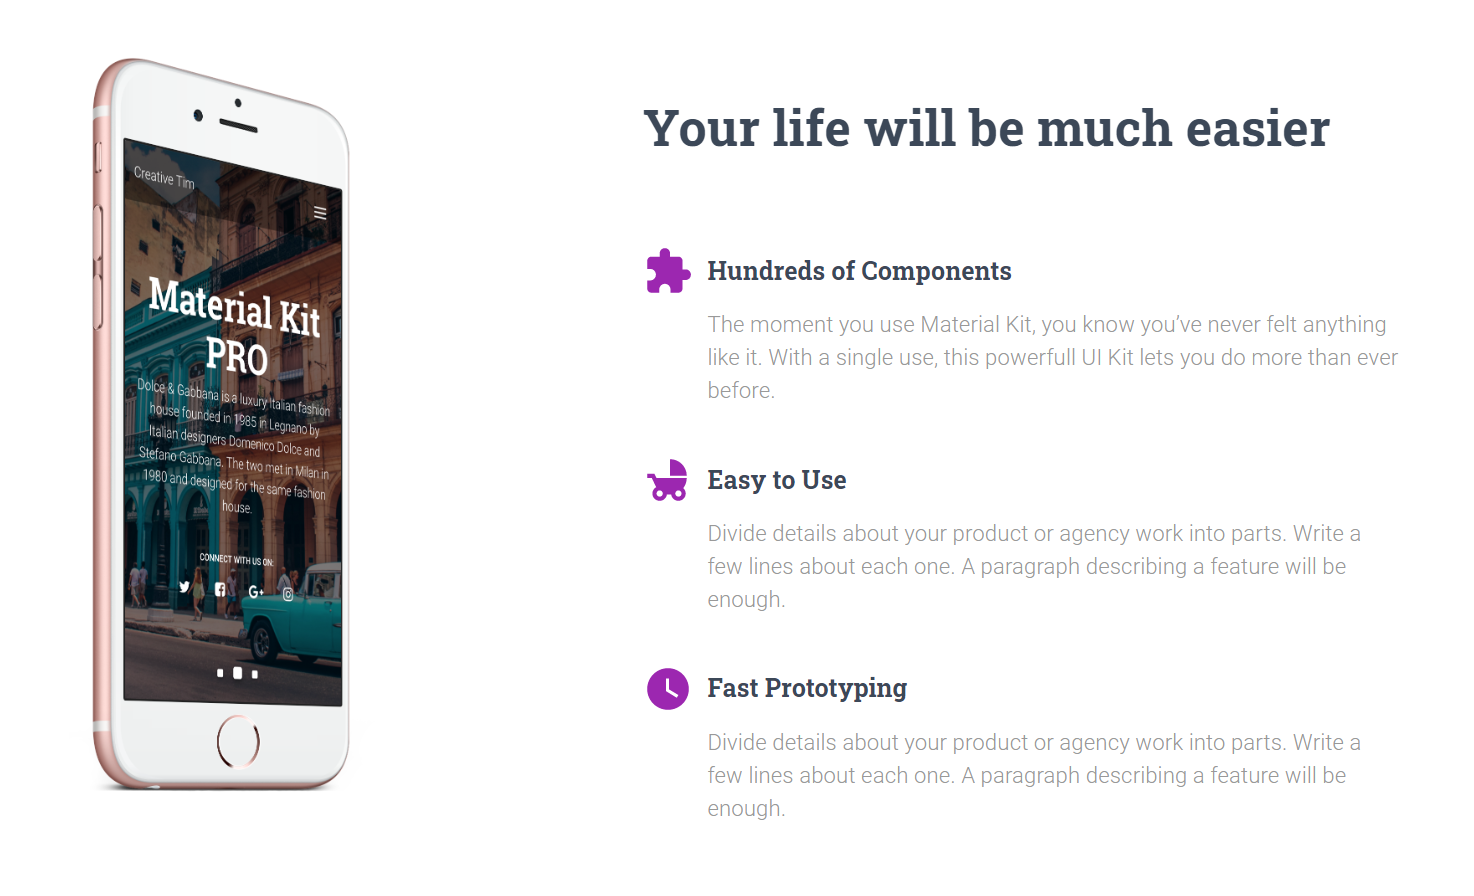 Creative Tim
Material Kit
PRO
Dolce & Gabbana is a luxury Italian fashion
house founded in 1985 in Legnano by
Italian designers Domenico Dolce and
Stefano Gabbana. The two met in Milan in
1980 and designed for the same fashion
house.
CONNECT WITH US ON:
Your life will be much easier
Hundreds of Components
The moment you use Material Kit, you know you’ve never felt anything
like it. With a single use, this powerfull UI Kit lets you do more than ever
before.
Easy to Use
Divide details about your product or agency work into parts. Write a
few lines about each one. A paragraph describing a feature will be
enough.
Fast Prototyping
Divide details about your product or agency work into parts. Write a
few lines about each one. A paragraph describing a feature will be
enough.